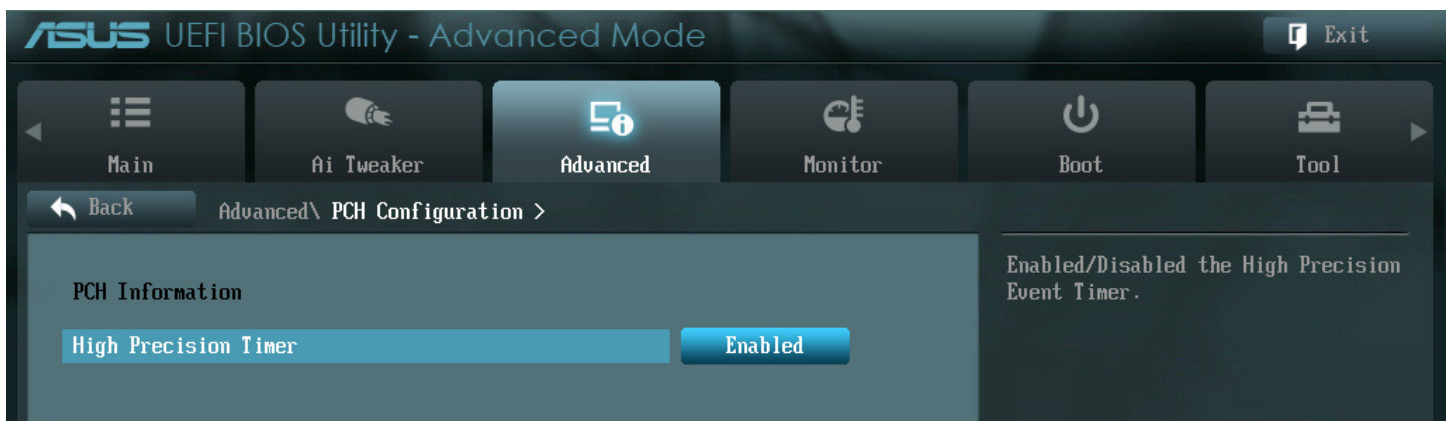 ASUS UEFI BIOS Utility - Advanced Mode
Exit
Main
Ai Tweaker
Advanced
Monitor
Boot
Tool
Back
Advanced\ PCH Configuration >
PCH Information
High Precision Timer
Enabled
Enabled/Disabled the High Precision
Event Timer.